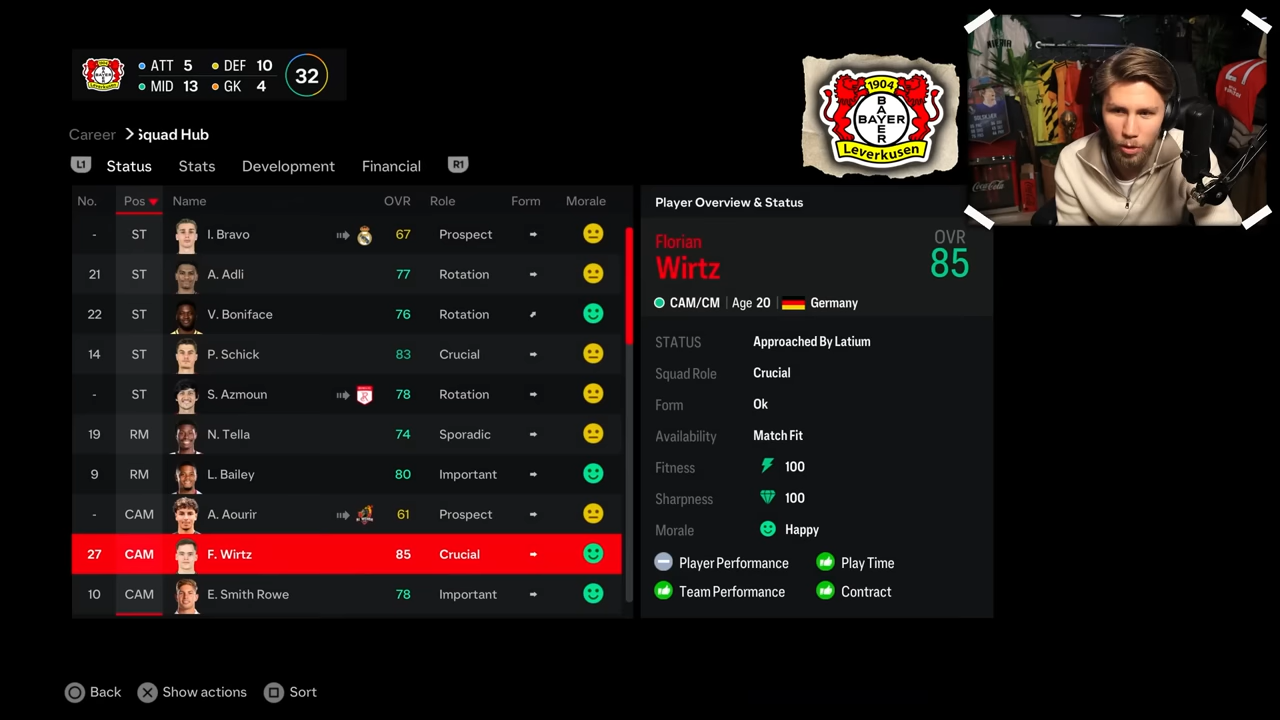 ATT 5 DEF 10
MID 13 GK 4
32
1904
BAYER
BAYER
Leverkusen
Career > Squad Hub
L1 Status Stats Development Financial R1
No. Pos Name OVR Role Form Morale
- ST I. Bravo 67 Prospect
21 ST A. Adli 77 Rotation
22 ST V. Boniface 76 Rotation
14 ST P. Schick 83 Crucial
- ST S. Azmoun 78 Rotation
19 RM N. Tella 74 Sporadic
9 RM L. Bailey 80 Important
- CAM A. Aourir 61 Prospect
27 CAM F. Wirtz 85 Crucial
10 CAM E. Smith Rowe 78 Important
Player Overview & Status
Florian
Wirtz
OVR
85
CAM/CM Age 20 Germany
STATUS Approached By Latium
Squad Role Crucial
Form Ok
Availability Match Fit
Fitness 100
Sharpness 100
Morale Happy
Player Performance Play Time
Team Performance Contract
Back Show actions Sort
Coca-Cola